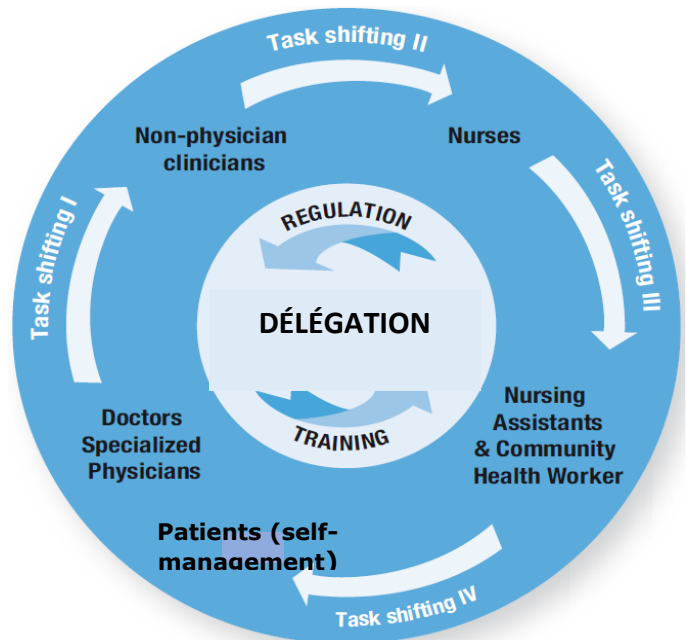 Task shifting II
Non-physician
clinicians
Nurses
Task shifting I
Task shifting III
REGULATION
DÉLÉGATION
TRAINING
Doctors
Specialized
Physicians
Nursing
Assistants
& Community
Health Worker
Patients (self-
management)
Task shifting IV